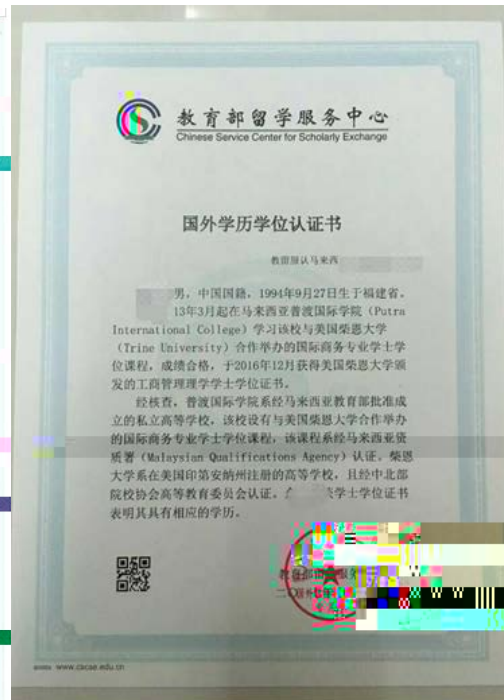 教育部留学服务中心
Chinese Service Center for Scholarly Exchange
国外学历学位认证书
教留服认马来西
男，中国国籍，1994年9月27日生于福建省。
13年3月起在马来西亚普渡国际学院（Putra
International College）学习该校与美国柴恩大学
（Trine University）合作举办的国际商务专业学士学
位课程，成绩合格，于2016年12月获得美国柴恩大学颁
发的工商管理理学学士学位证书。
经核查，普渡国际学院系经马来西亚教育部批准成
立的私立高等学校，该校设有与美国柴恩大学合作举办
的国际商务专业学士学位课程，该课程系经马来西亚资
质署（Malaysian Qualifications Agency）认证。柴恩
大学系在美国印第安纳州注册的高等学校，且经中北部
院校协会高等教育委员会认证。 学士学位证书
表明其具有相应的学历。
教育部留 服务
www.cscse.edu.cn